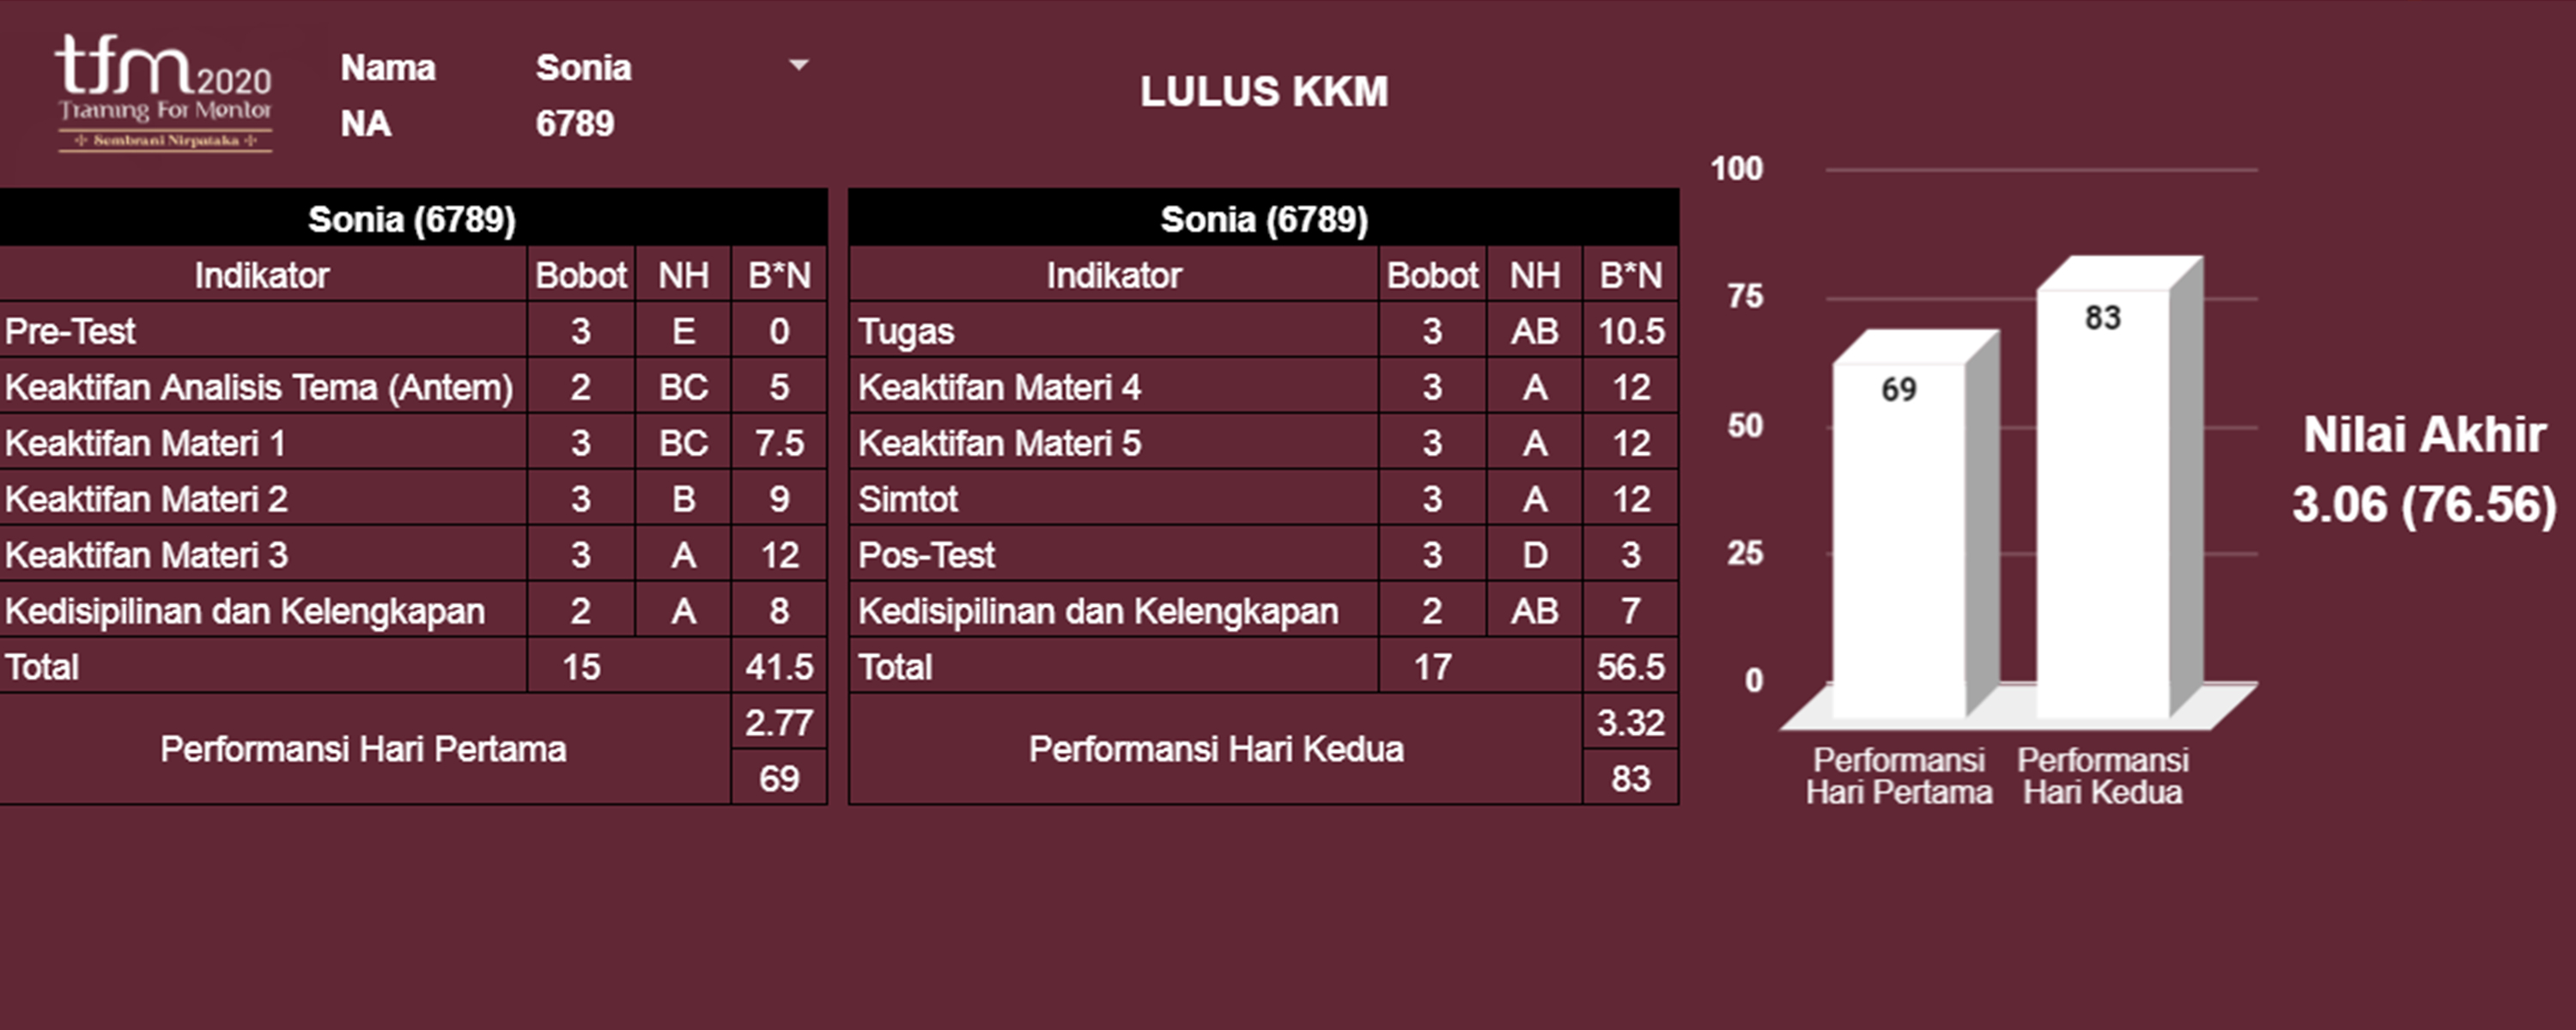 tfm 2020
Training For Mentor
Sembrani Nirpataka
Nama Sonia
NA 6789
LULUS KKM
Sonia (6789)
Indikator Bobot NH B*N
Pre-Test 3 E 0
Keaktifan Analisis Tema (Antem) 2 BC 5
Keaktifan Materi 1 3 BC 7.5
Keaktifan Materi 2 3 B 9
Keaktifan Materi 3 3 A 12
Kedisipilinan dan Kelengkapan 2 A 8
Total 15 41.5
Performansi Hari Pertama 2.77
69
Sonia (6789)
Indikator Bobot NH B*N
Tugas 3 AB 10.5
Keaktifan Materi 4 3 A 12
Keaktifan Materi 5 3 A 12
Simtot 3 A 12
Pos-Test 3 D 3
Kedisipilinan dan Kelengkapan 2 AB 7
Total 17 56.5
Performansi Hari Kedua 3.32
83
100
75
50
25
0
69
83
Performansi
Hari Pertama
Performansi
Hari Kedua
Nilai Akhir
3.06 (76.56)